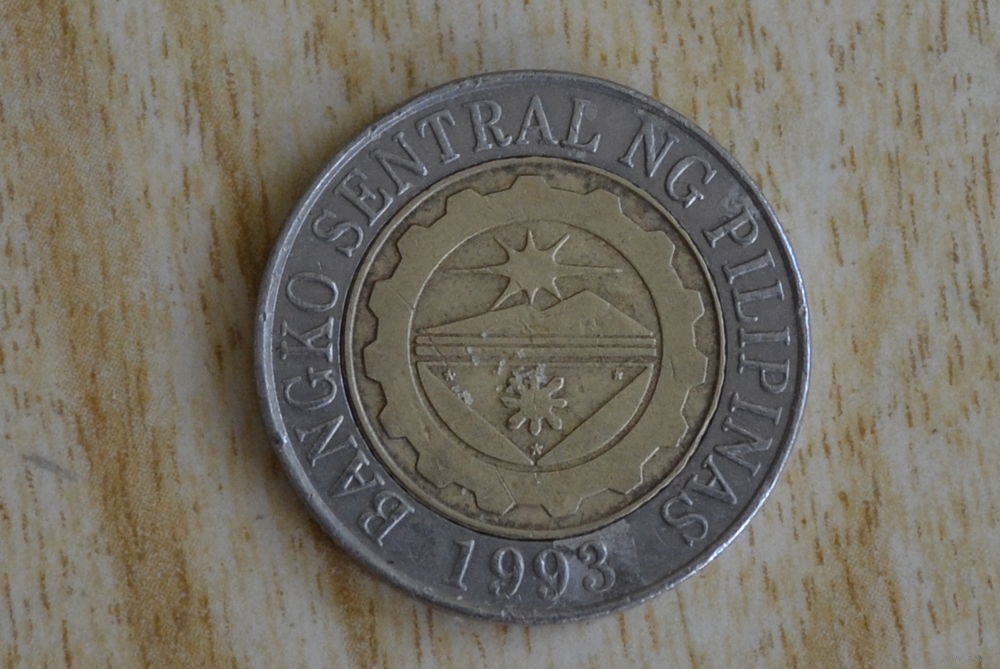 BANGKO SENTRAL NG PILIPINAS
1993